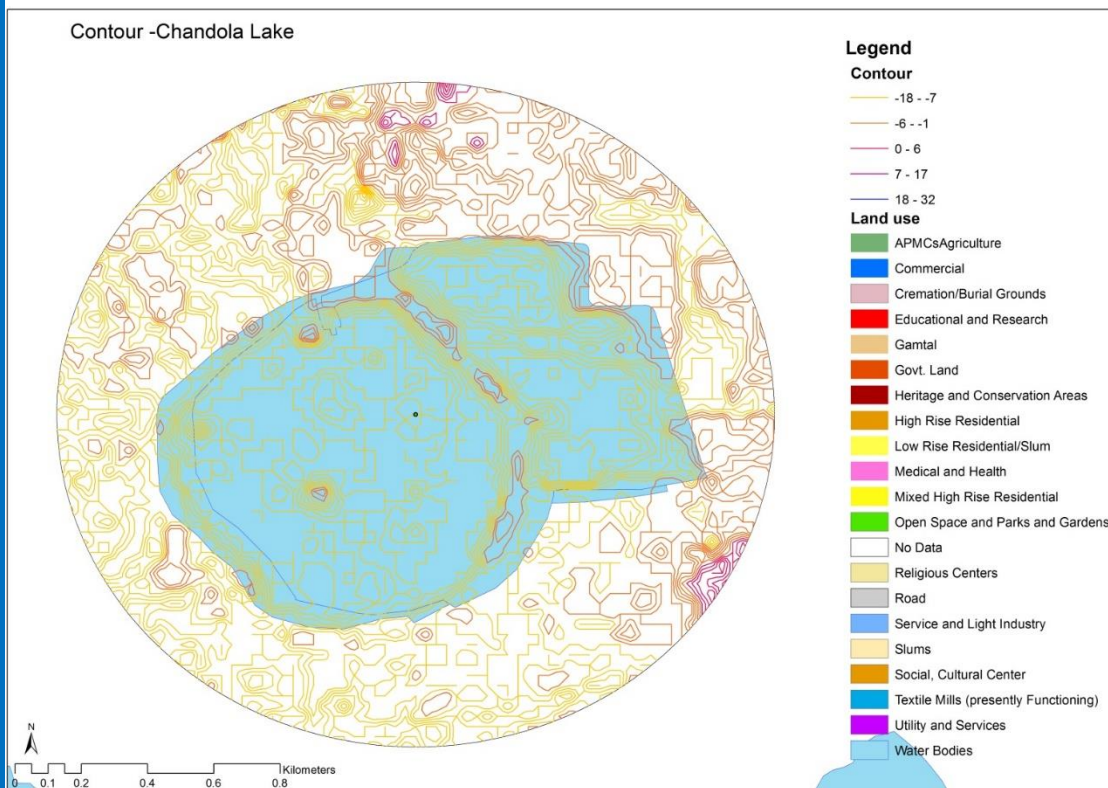 Contour -Chandola Lake
Legend
Contour
-18 - -7
-6 - -1
0 - 6
7 - 17
18 - 32
Land use
APMCsAgriculture
Commercial
Cremation/Burial Grounds
Educational and Research
Gamtal
Govt. Land
Heritage and Conservation Areas
High Rise Residential
Low Rise Residential/Slum
Medical and Health
Mixed High Rise Residential
Open Space and Parks and Gardens
No Data
Religious Centers
Road
Service and Light Industry
Slums
Social, Cultural Center
Textile Mills (presently Functioning)
Utility and Services
Water Bodies
N
Kilometers
0 0.1 0.2 0.4 0.6 0.8